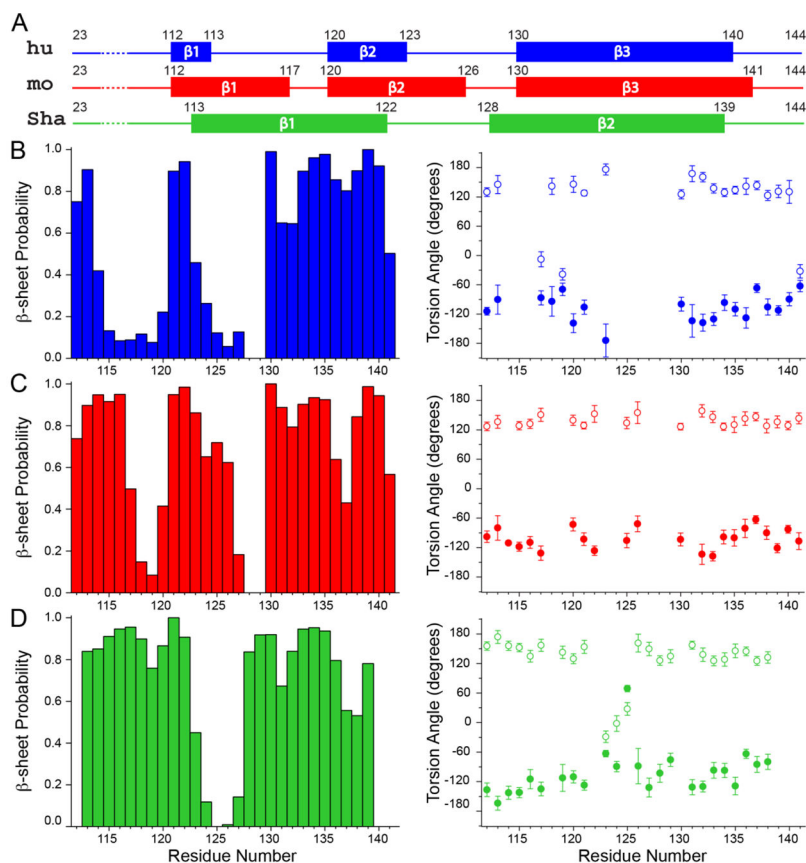 A
23 112 113 120 123 130 140 144
hu β1 β2 β3
23 112 117 120 126 130 141 144
mo β1 β2 β3
23 113 122 128 139 144
Sha β1 β2
B
1.0
0.8
0.6
0.4
0.2
0.0
β-sheet Probability
115 120 125 130 135 140
180
120
60
0
-60
-120
-180
Torsion Angle (degrees)
115 120 125 130 135 140
C
1.0
0.8
0.6
0.4
0.2
0.0
β-sheet Probability
115 120 125 130 135 140
180
120
60
0
-60
-120
-180
Torsion Angle (degrees)
115 120 125 130 135 140
D
1.0
0.8
0.6
0.4
0.2
0.0
β-sheet Probability
115 120 125 130 135 140
Residue Number
180
120
60
0
-60
-120
-180
Torsion Angle (degrees)
115 120 125 130 135 140
Residue Number